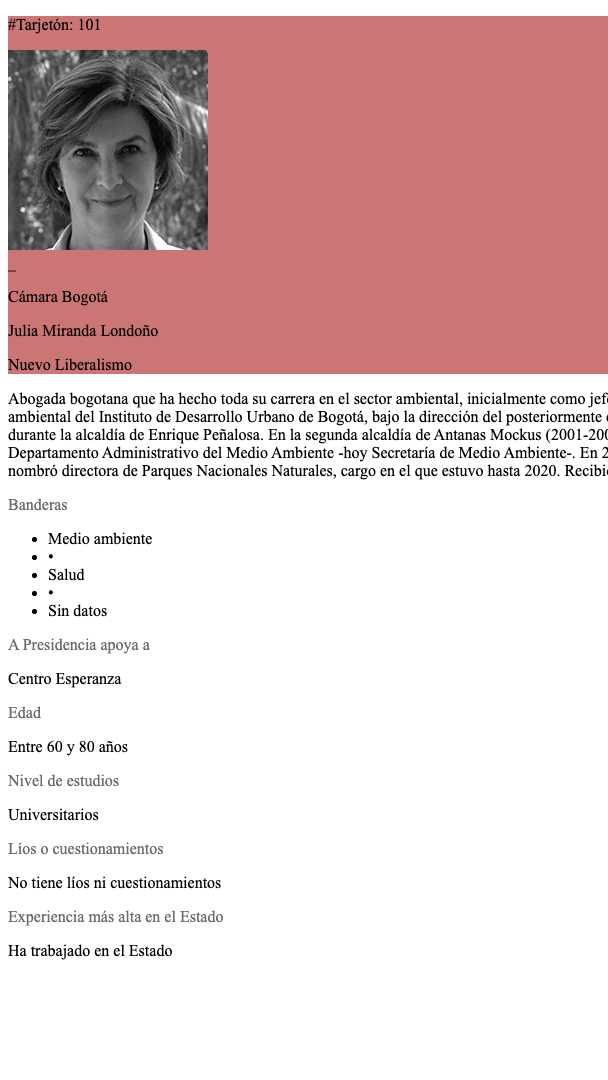 #Tarjetón: 101
_
Cámara Bogotá
Julia Miranda Londoño
Nuevo Liberalismo
Abogada bogotana que ha hecho toda su carrera en el sector ambiental, inicialmente como
ambiental del Instituto de Desarrollo Urbano de Bogotá, bajo la dirección del posteriormente
durante la alcaldía de Enrique Peñalosa. En la segunda alcaldía de Antanas Mockus
Departamento Administrativo del Medio Ambiente -hoy Secretaría de Medio Ambiente-. En
nombró directora de Parques Nacionales Naturales, cargo en el que estuvo hasta 2020.
Banderas
• Medio ambiente
• •
• Salud
• •
• Sin datos
A Presidencia apoya a
Centro Esperanza
Edad
Entre 60 y 80 años
Nivel de estudios
Universitarios
Líos o cuestionamientos
No tiene líos ni cuestionamientos
Experiencia más alta en el Estado
Ha trabajado en el Estado